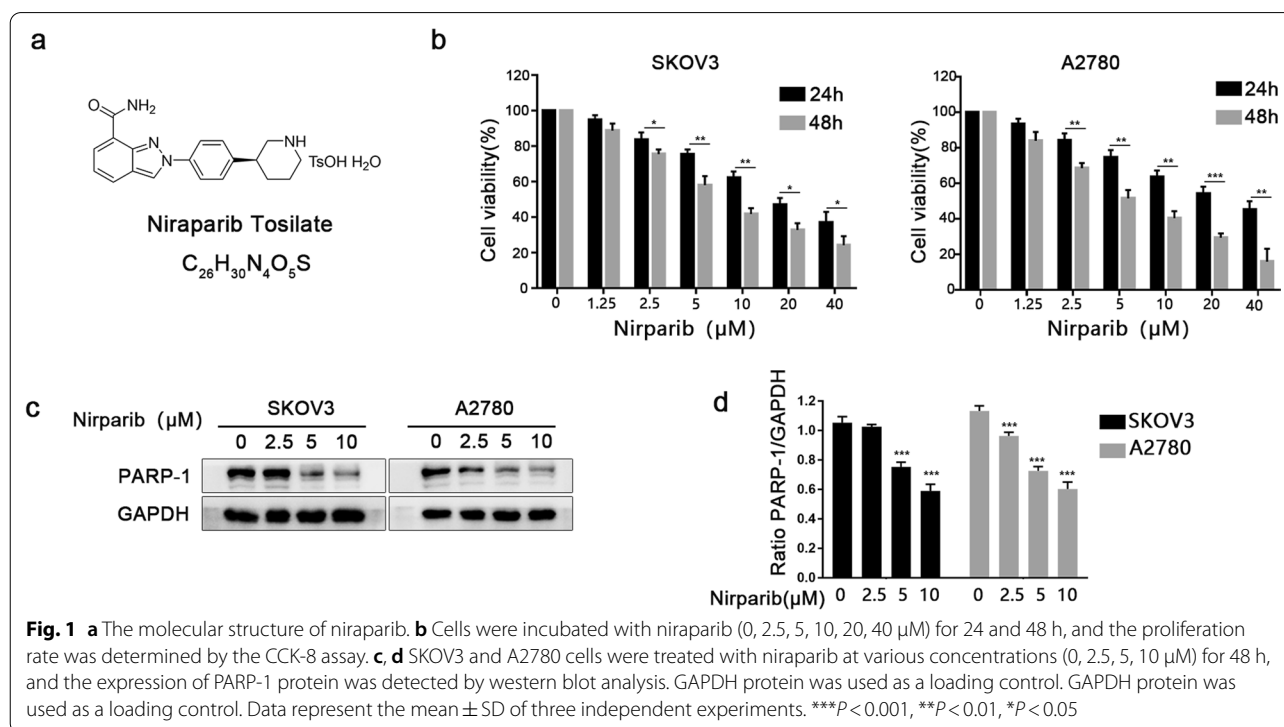 a
O
NH₂
N
N
NH
TsOH H₂O
Niraparib Tosilate
C₂₆H₃₀N₄O₅S
b
SKOV3
24h
48h
Cell viability(%)
120
100
80
60
40
20
0
* ** ** * *
0 1.25 2.5 5 10 20 40
Nirparib (μM)
A2780
24h
48h
Cell viability(%)
120
100
80
60
40
20
0
** ** ** *** **
0 1.25 2.5 5 10 20 40
Nirparib (μM)
c
SKOV3 A2780
Nirparib (μM)
0 2.5 5 10 0 2.5 5 10
PARP-1
GAPDH
d
SKOV3
A2780
Ratio PARP-1/GAPDH
1.2
1.0
0.8
0.6
0.4
0.2
0.0
*** *** *** *** ***
Nirparib(μM) 0 2.5 5 10 0 2.5 5 10
Fig. 1 a The molecular structure of niraparib. b Cells were incubated with niraparib (0, 2.5, 5, 10, 20, 40 μM) for 24 and 48 h, and the proliferation
rate was determined by the CCK-8 assay. c, d SKOV3 and A2780 cells were treated with niraparib at various concentrations (0, 2.5, 5, 10 μM) for 48 h,
and the expression of PARP-1 protein was detected by western blot analysis. GAPDH protein was used as a loading control. GAPDH protein was
used as a loading control. Data represent the mean ± SD of three independent experiments. ***P < 0.001, **P < 0.01, *P < 0.05